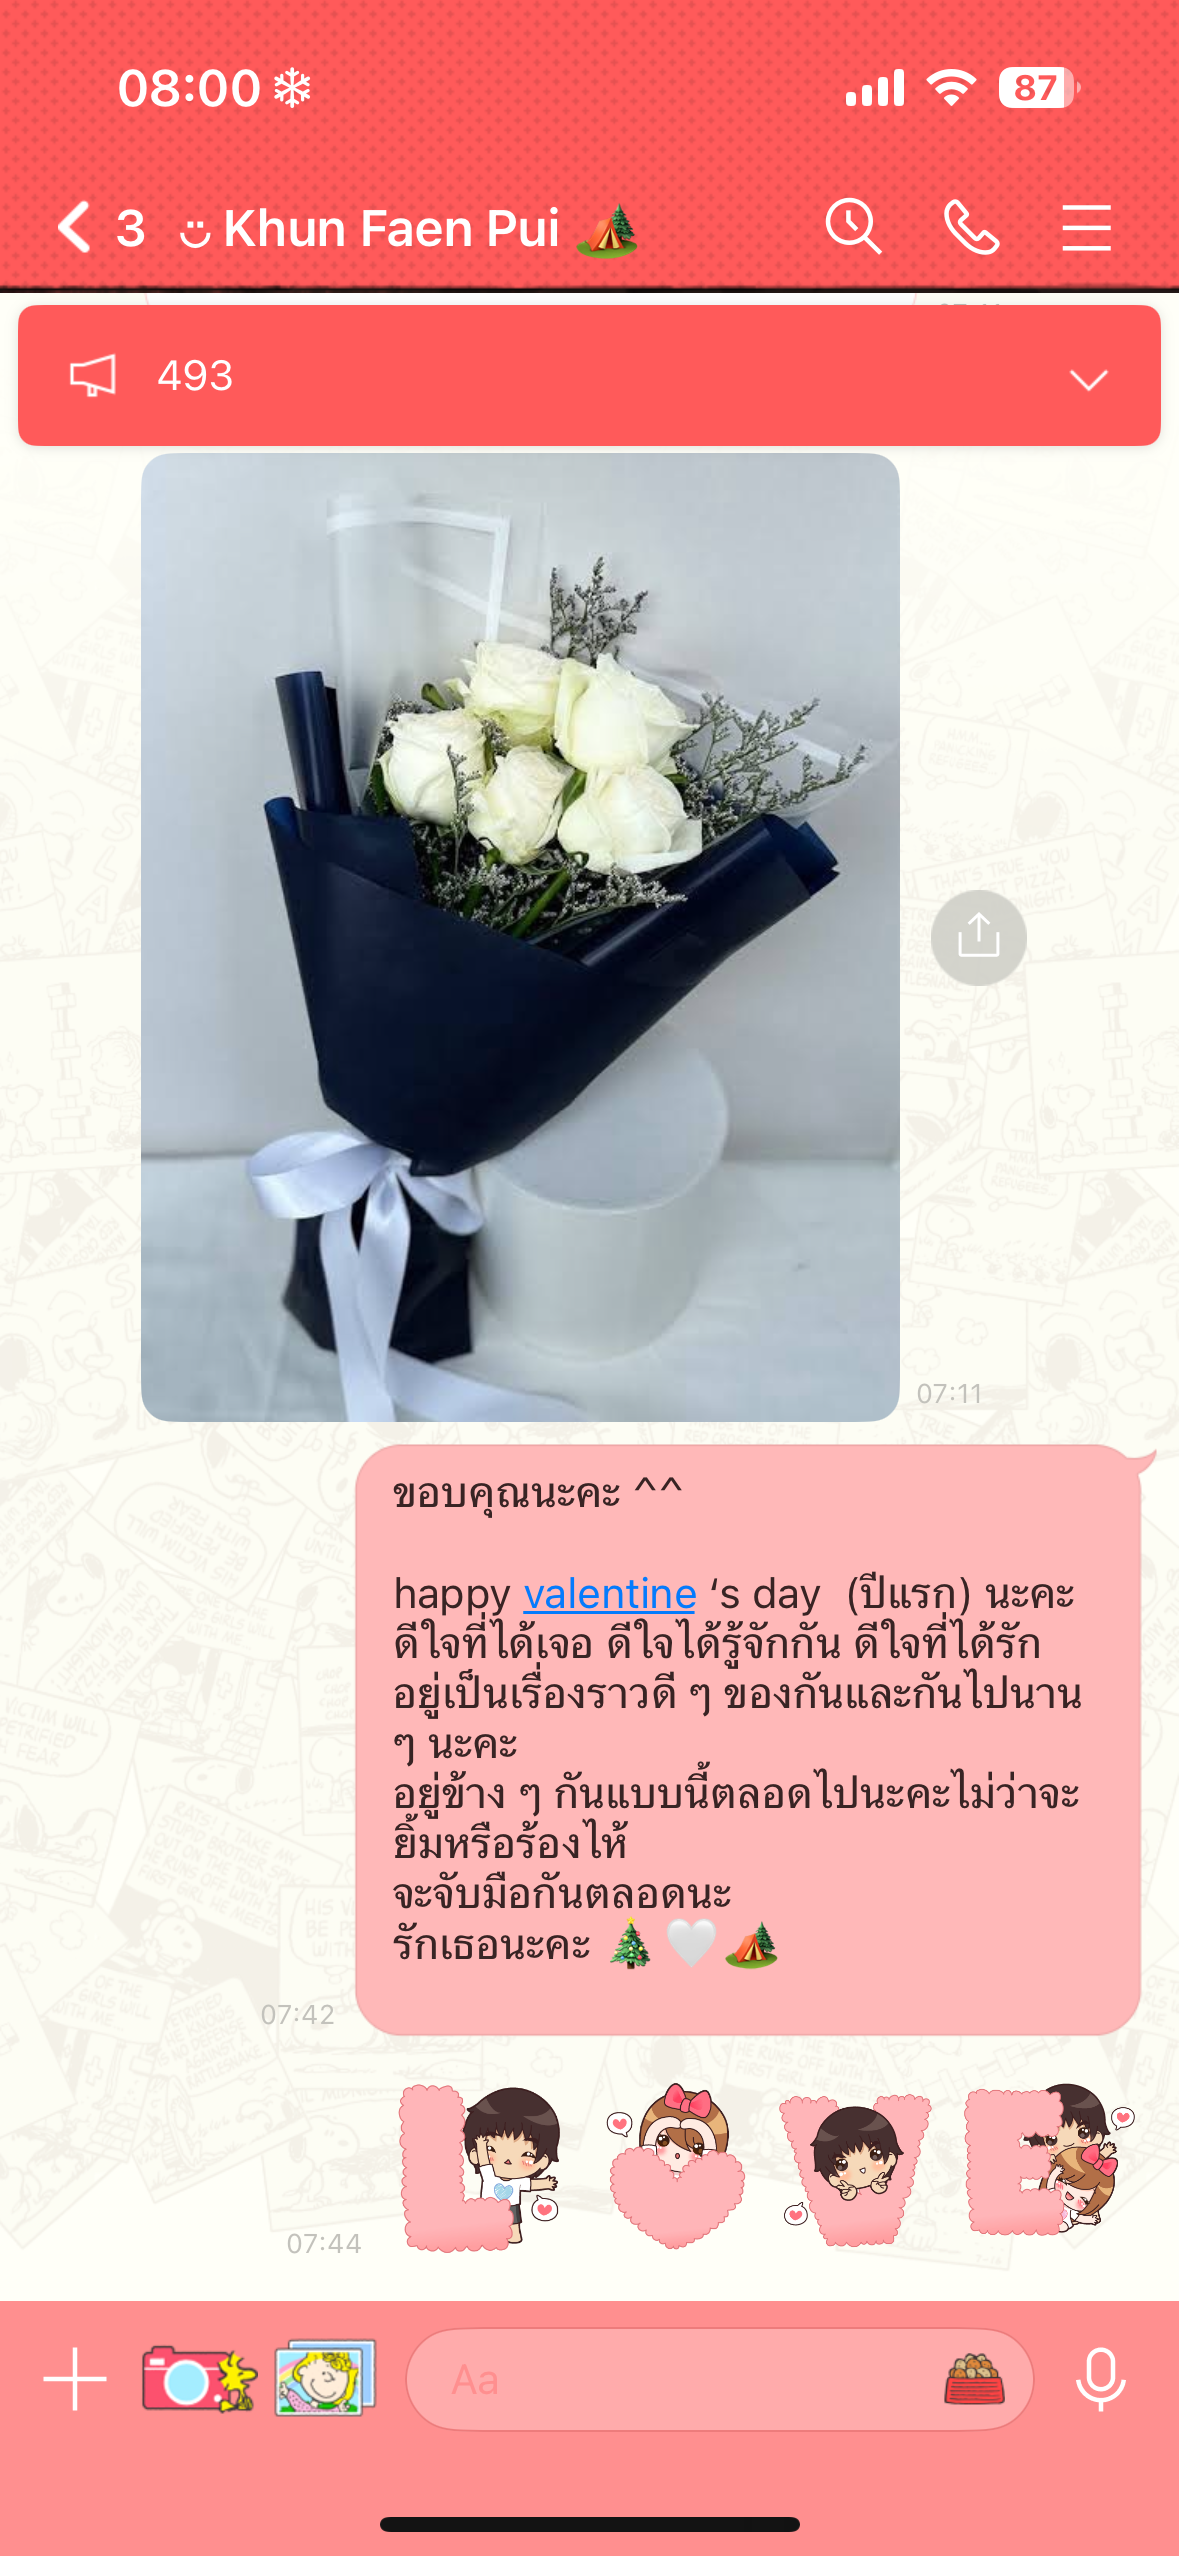 08:00
87
3 Khun Faen Pui 🏕️
493
07:11
ขอบคุณนะคะ ^^
happy valentine ‘s day  (ปีแรก) นะคะ
ดีใจที่ได้เจอ ดีใจได้รู้จักกัน ดีใจที่ได้รัก
อยู่เป็นเรื่องราวดี ๆ ของกันและกันไปนาน
ๆ นะคะ
อยู่ข้าง ๆ กันแบบนี้ตลอดไปนะคะไม่ว่าจะ
ยิ้มหรือร้องไห้
จะจับมือกันตลอดนะ
รักเธอนะคะ 🎄🤍🏕️
07:42
L V E
07:44
Aa